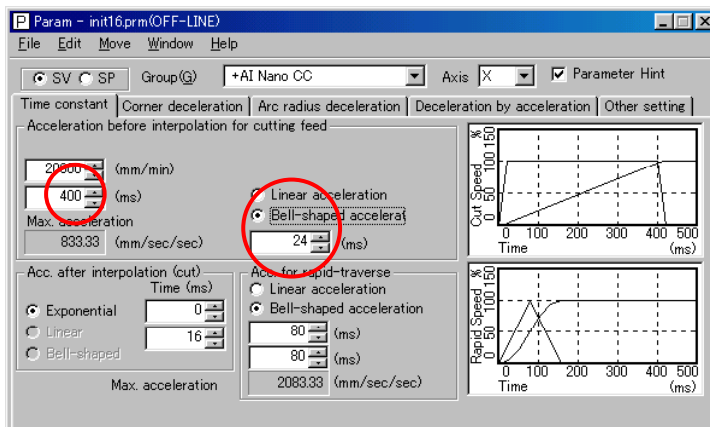 Param - init16.prm(OFF-LINE)
File Edit Move Window Help
SV SP Group(G) +AI Nano CC Axis X Parameter Hint
Time constant Corner deceleration Arc radius deceleration Deceleration by acceleration Other setting
Acceleration before interpolation for cutting feed
(mm/min)
400 (ms)
Max. acceleration
833.33 (mm/sec/sec)
Linear acceleration
Bell-shaped accelerat
24 (ms)
Acc. after interpolation (cut)
Time (ms)
Exponential 0
Linear 16
Bell-shaped
Max. acceleration
Acc. for rapid-traverse
Linear acceleration
Bell-shaped acceleration
80 (ms)
80 (ms)
2083.33 (mm/sec/sec)
%
Cut Speed
0 50 100 150
0 100 200 300 400 500
Time (ms)
%
Rapid Speed
0 50 100 150
0 100 200 300 400 500
Time (ms)